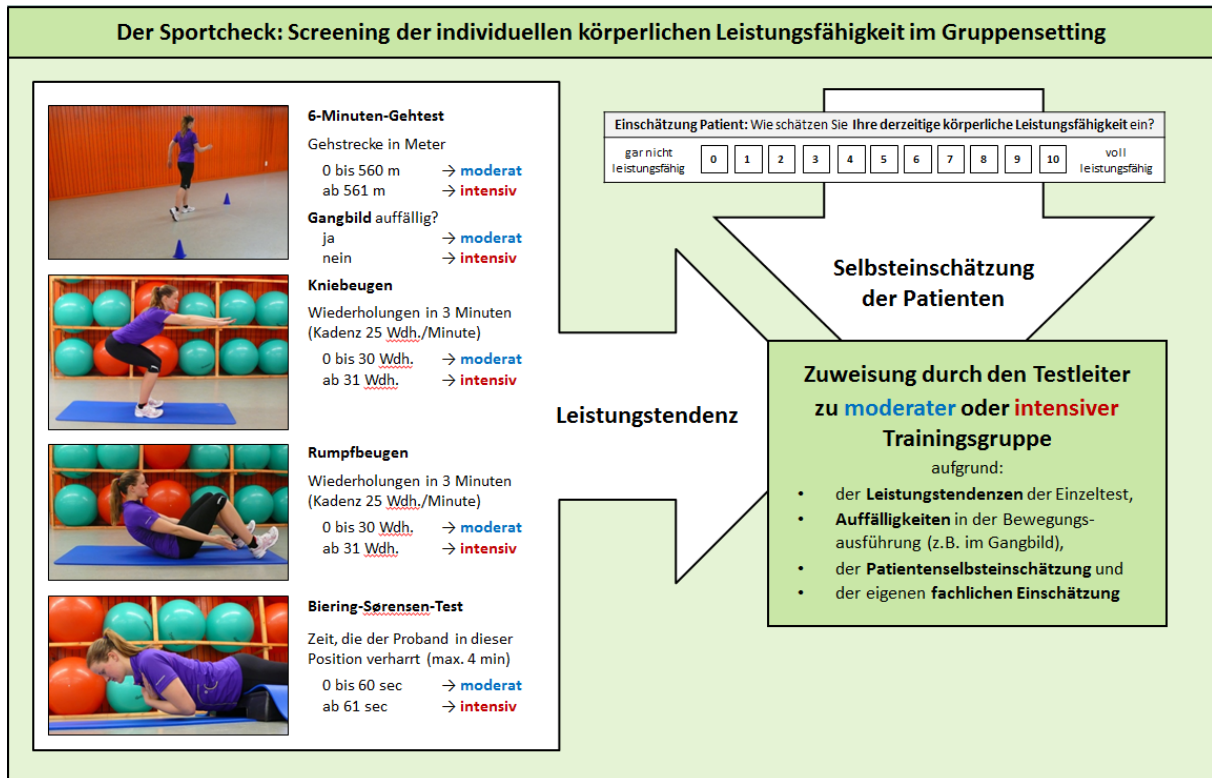 Der Sportcheck: Screening der individuellen körperlichen Leistungsfähigkeit im Gruppensetting
6-Minuten-Gehtest
Gehstrecke in Meter
0 bis 560 m → moderat
ab 561 m → intensiv
Gangbild auffällig?
ja → moderat
nein → intensiv
Kniebeugen
Wiederholungen in 3 Minuten
(Kadenz 25 Wdh./Minute)
0 bis 30 Wdh. → moderat
ab 31 Wdh. → intensiv
Rumpfbeugen
Wiederholungen in 3 Minuten
(Kadenz 25 Wdh./Minute)
0 bis 30 Wdh. → moderat
ab 31 Wdh. → intensiv
Biering-Sørensen-Test
Zeit, die der Proband in dieser
Position verharrt (max. 4 min)
0 bis 60 sec → moderat
ab 61 sec → intensiv
Leistungstendenz
Einschätzung Patient: Wie schätzen Sie Ihre derzeitige körperliche Leistungsfähigkeit ein?
gar nicht
leistungsfähig
0 1 2 3 4 5 6 7 8 9 10
voll
leistungsfähig
Selbsteinschätzung
der Patienten
Zuweisung durch den Testleiter
zu moderater oder intensiver
Trainingsgruppe
aufgrund:
• der Leistungstendenzen der Einzeltest,
• Auffälligkeiten in der Bewegungs-
ausführung (z.B. im Gangbild),
• der Patientenselbsteinschätzung und
• der eigenen fachlichen Einschätzung